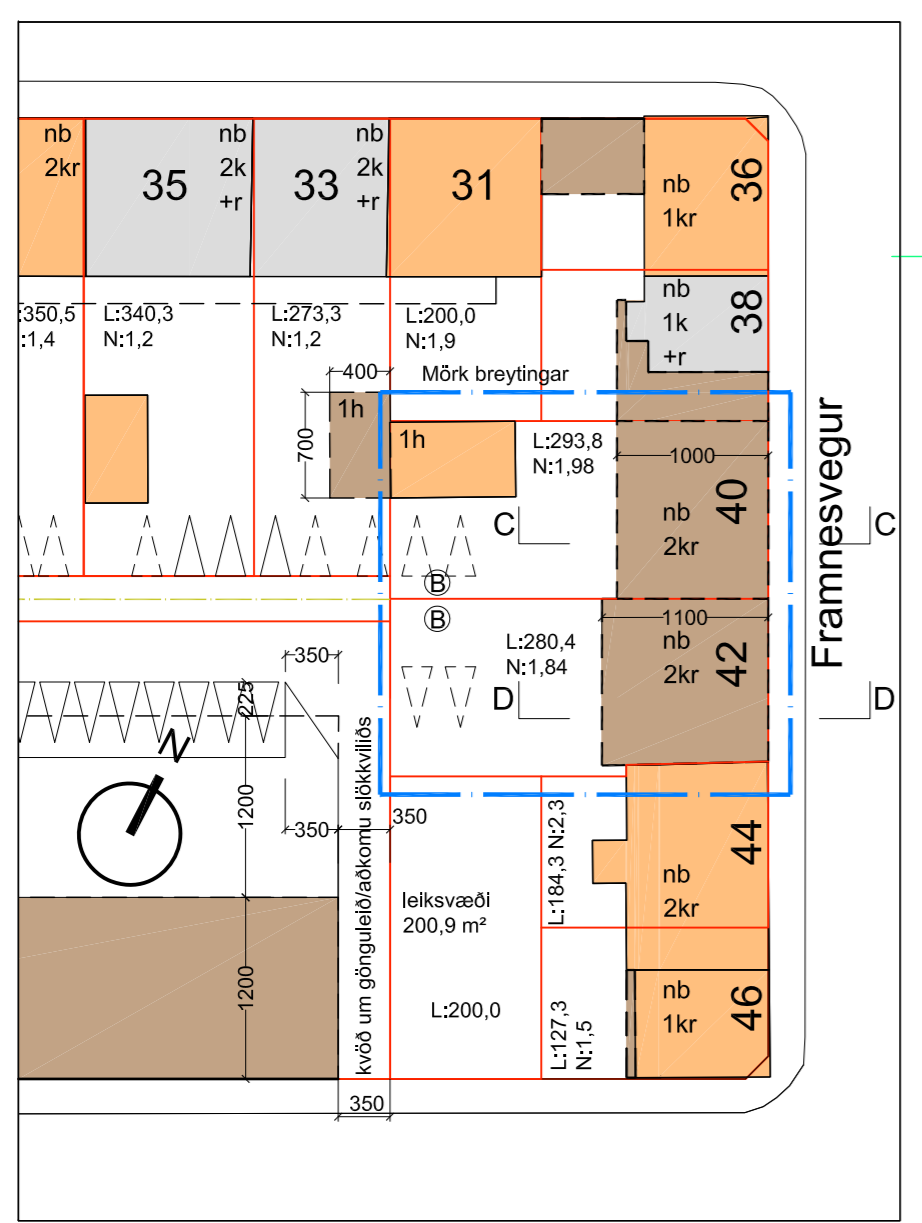 nb
2kr
35
nb
2k
+r
33
nb
2k
+r
31
nb
1kr
36
:350,5
:1,4
L:340,3
N:1,2
L:273,3
N:1,2
L:200,0
N:1,9
nb
1k
+r
38
400
Mörk breytingar
1h
1h
700
L:293,8
N:1,98
1000
40
nb
2kr
C
C
Framnesvegur
B
B
1100
L:280,4
N:1,84
nb
2kr
42
D
D
350
225
N
kvöð um gönguleið/aðkomu slökkviliðs
1200
350
350
L:184,3 N:2,3
44
nb
2kr
leiksvæði
200,9 m²
1200
L:200,0
L:127,3
N:1,5
nb
1kr
46
350